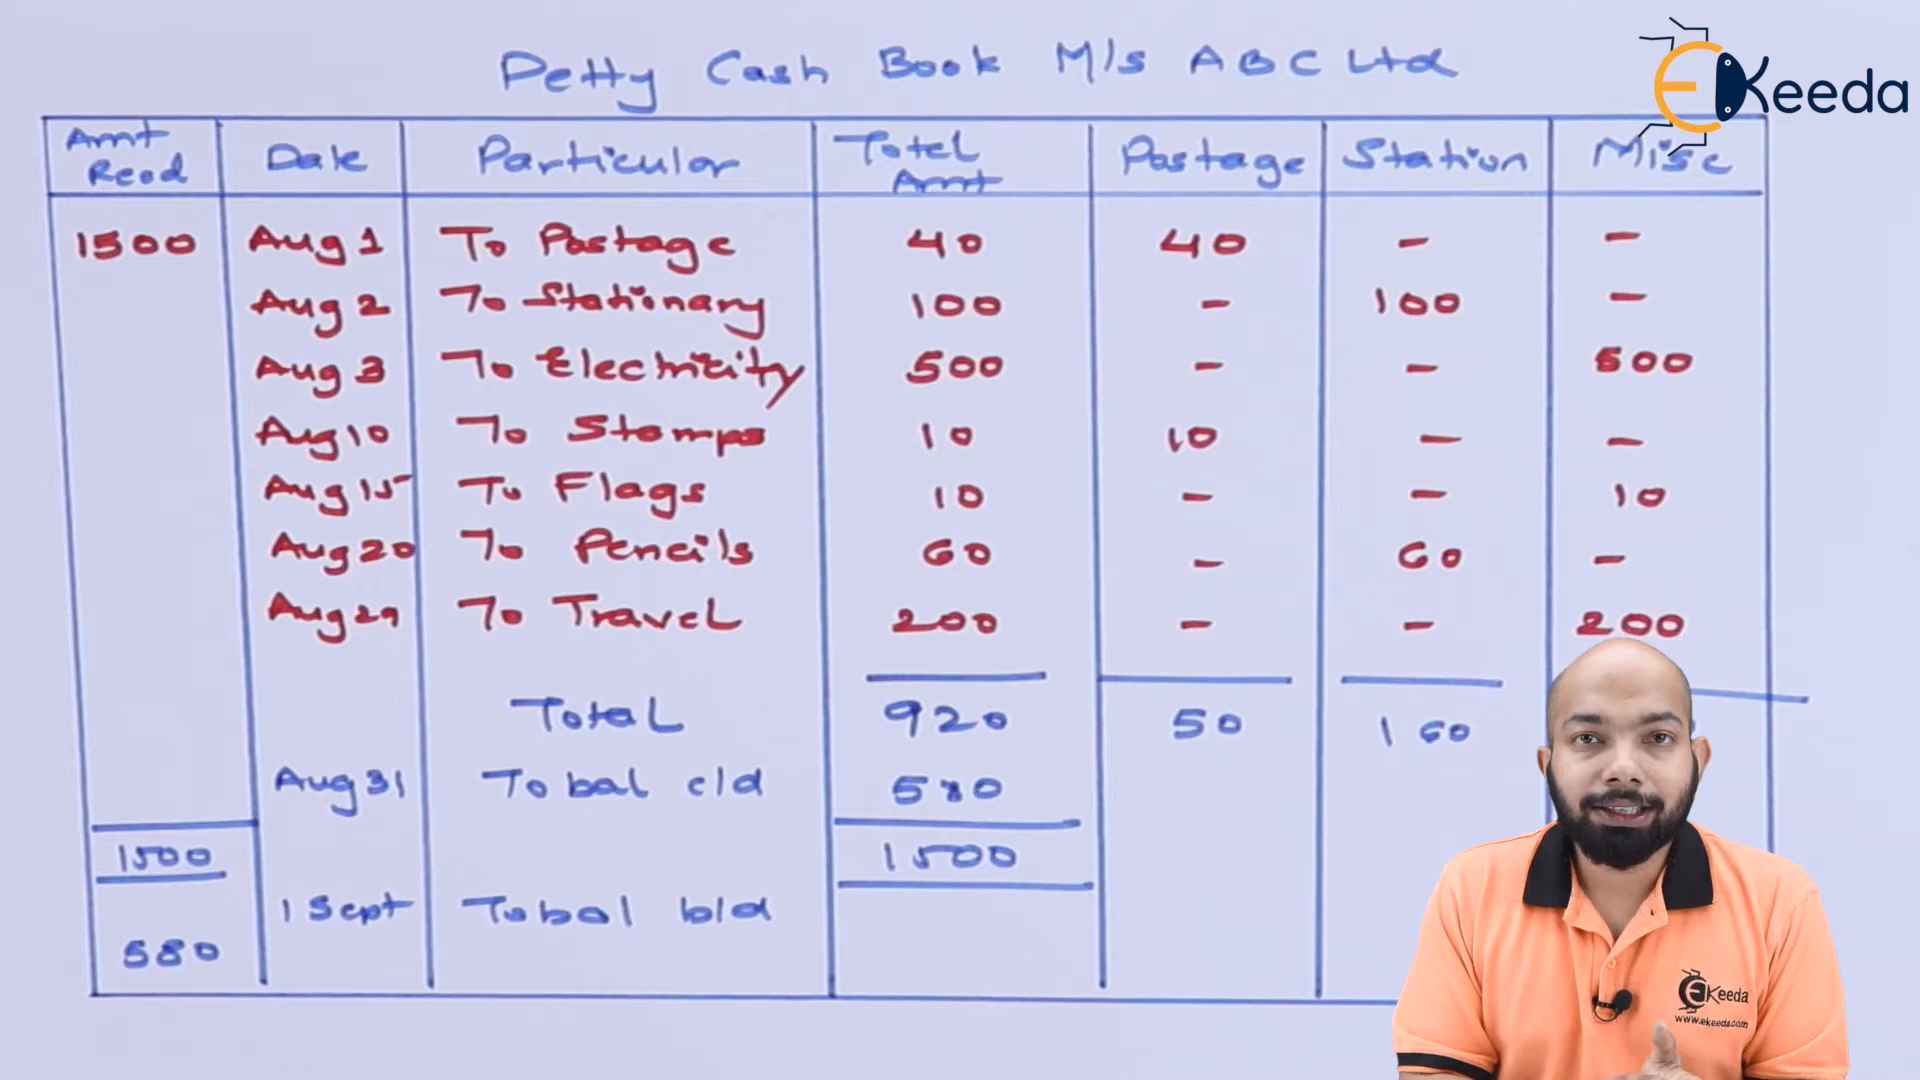 Petty Cash Book M/s ABC Ltd
EKeeda
Amt Recd Date Particular Total Amt Postage Station Misc
1500 Aug 1 To Postage 40 40 - -
Aug 2 To Stationary 100 - 100 -
Aug 3 To Electricity 500 - - 500
Aug 10 To Stamps 10 10 - -
Aug 15 To Flags 10 - - 10
Aug 20 To Pencils 60 - 60 -
Aug 29 To Travel 200 - - 200
Total 920 50 160
Aug 31 To bal c/d 580
1500 1500
1 Sept To bal b/d
580
EKeeda
www.ekeeda.com